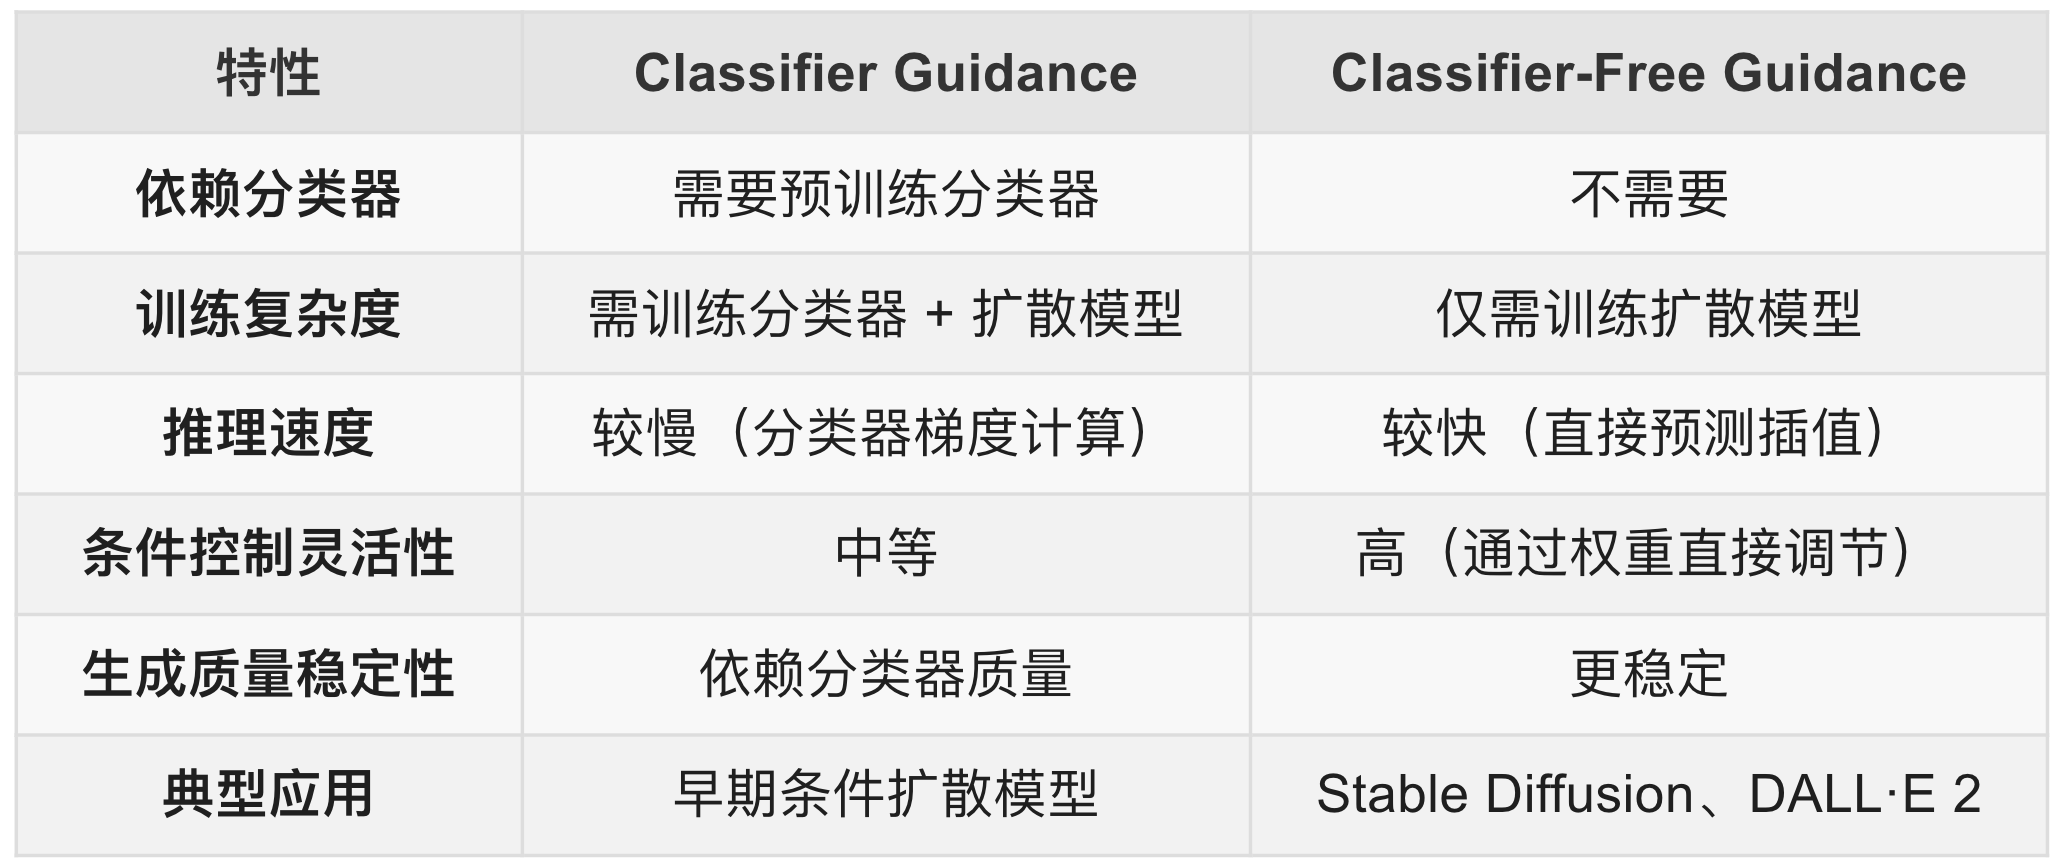 特性 Classifier Guidance Classifier-Free Guidance
依赖分类器 需要预训练分类器 不需要
训练复杂度 需训练分类器 + 扩散模型 仅需训练扩散模型
推理速度 较慢（分类器梯度计算） 较快（直接预测插值）
条件控制灵活性 中等 高（通过权重直接调节）
生成质量稳定性 依赖分类器质量 更稳定
典型应用 早期条件扩散模型 Stable Diffusion、DALL·E 2